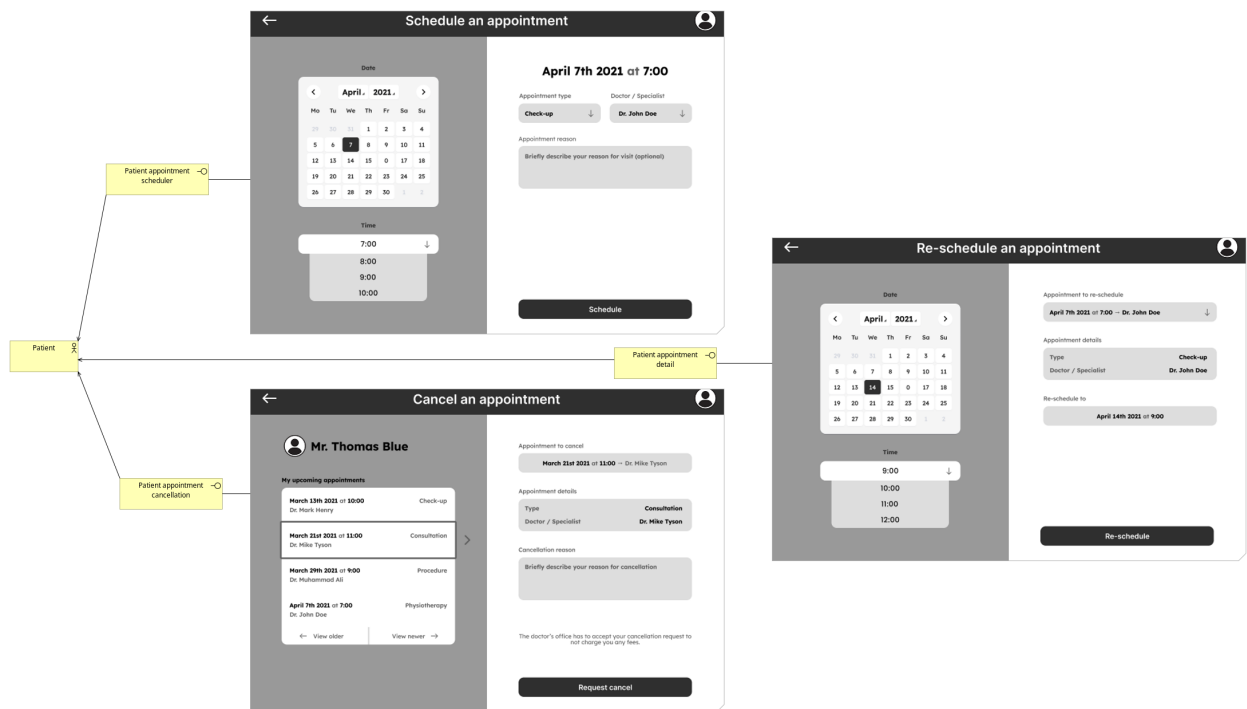 Schedule an appointment
Date
April 2021
Mo Tu We Th Fr Sa Su
29 30 31 1 2 3 4
5 6 7 8 9 10 11
12 13 14 15 0 17 18
19 20 21 22 23 24 25
26 27 28 29 30 1 2
Time
7:00
8:00
9:00
10:00
April 7th 2021 at 7:00
Appointment type Doctor / Specialist
Check-up Dr. John Doe
Appointment reason
Briefly describe your reason for visit (optional)
Schedule
Patient appointment
scheduler
Patient
Patient appointment
detail
Patient appointment
cancellation
Re-schedule an appointment
Date
April 2021
Mo Tu We Th Fr Sa Su
29 30 31 1 2 3 4
5 6 7 8 9 10 11
12 13 14 15 0 17 18
19 20 21 22 23 24 25
26 27 28 29 30 1 2
Time
9:00
10:00
11:00
12:00
Appointment to re-schedule
April 7th 2021 at 7:00 – Dr. John Doe
Appointment details
Type Check-up
Doctor / Specialist Dr. John Doe
Re-schedule to
April 14th 2021 at 9:00
Re-schedule
Cancel an appointment
Mr. Thomas Blue
My upcoming appointments
March 13th 2021 at 10:00 Check-up
Dr. Mark Henry
March 21st 2021 at 11:00 Consultation
Dr. Mike Tyson
March 29th 2021 at 9:00 Procedure
Dr. Muhammad Ali
April 7th 2021 at 7:00 Physiotherapy
Dr. John Doe
← View older View newer →
Appointment to cancel
March 21st 2021 at 11:00 – Dr. Mike Tyson
Appointment details
Type Consultation
Doctor / Specialist Dr. Mike Tyson
Cancellation reason
Briefly describe your reason for cancellation
The doctor's office has to accept your cancellation request to
not charge you any fees.
Request cancel